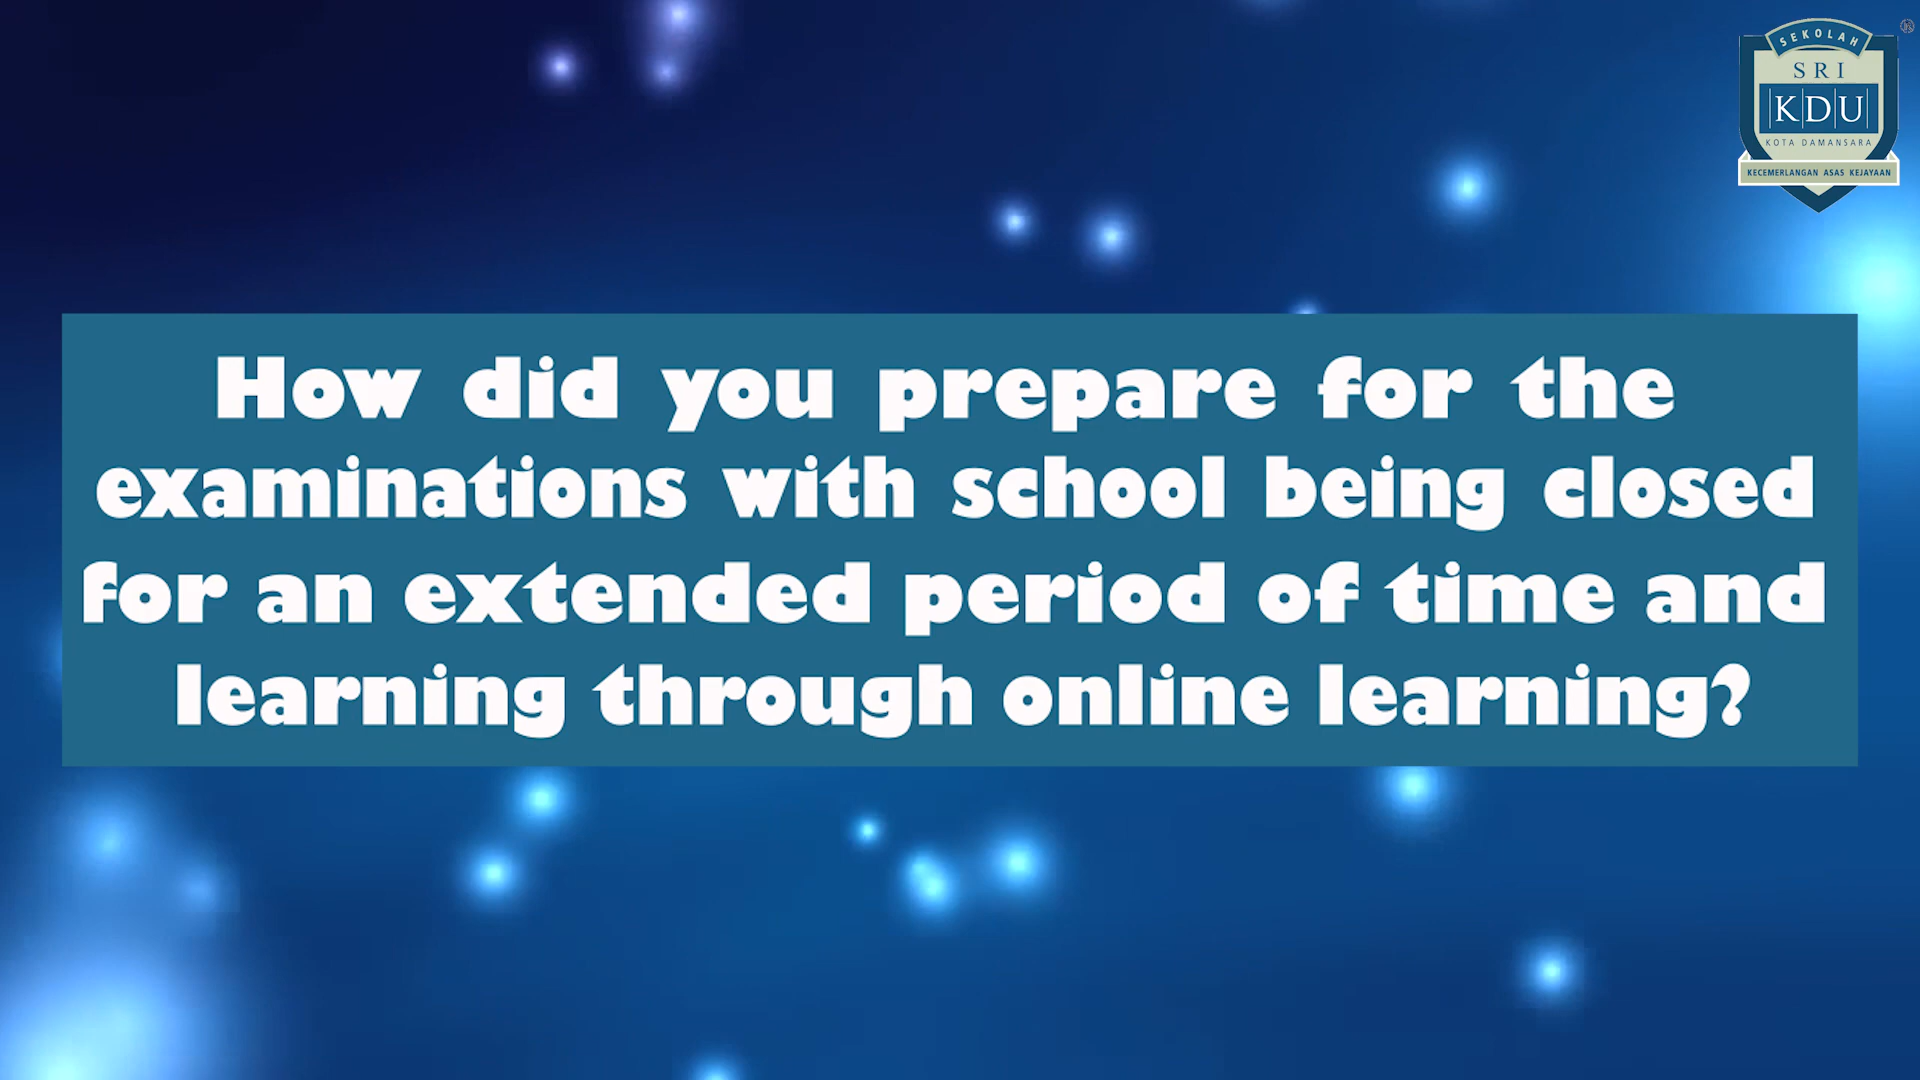 SEKOLAH
SRI
KDU
KOTA DAMANSARA
KECEMERLANGAN ASAS KEJAYAAN
How did you prepare for the
examinations with school being closed
for an extended period of time and
learning through online learning?